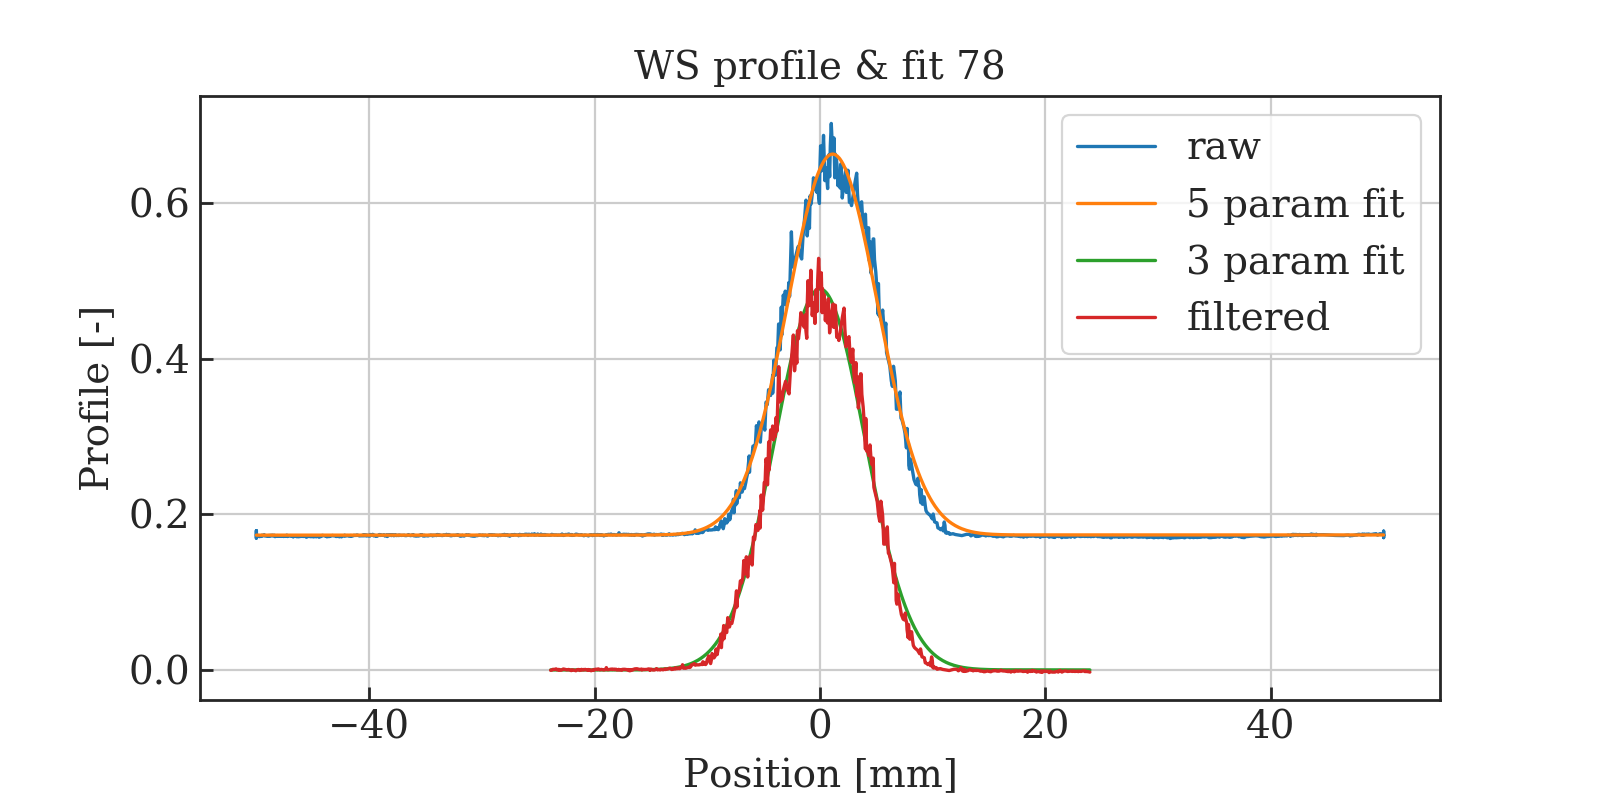 WS profile & fit 78
raw
5 param fit
3 param fit
filtered
Profile [-]
0.6
0.4
0.2
0.0
−40 −20 0 20 40
Position [mm]